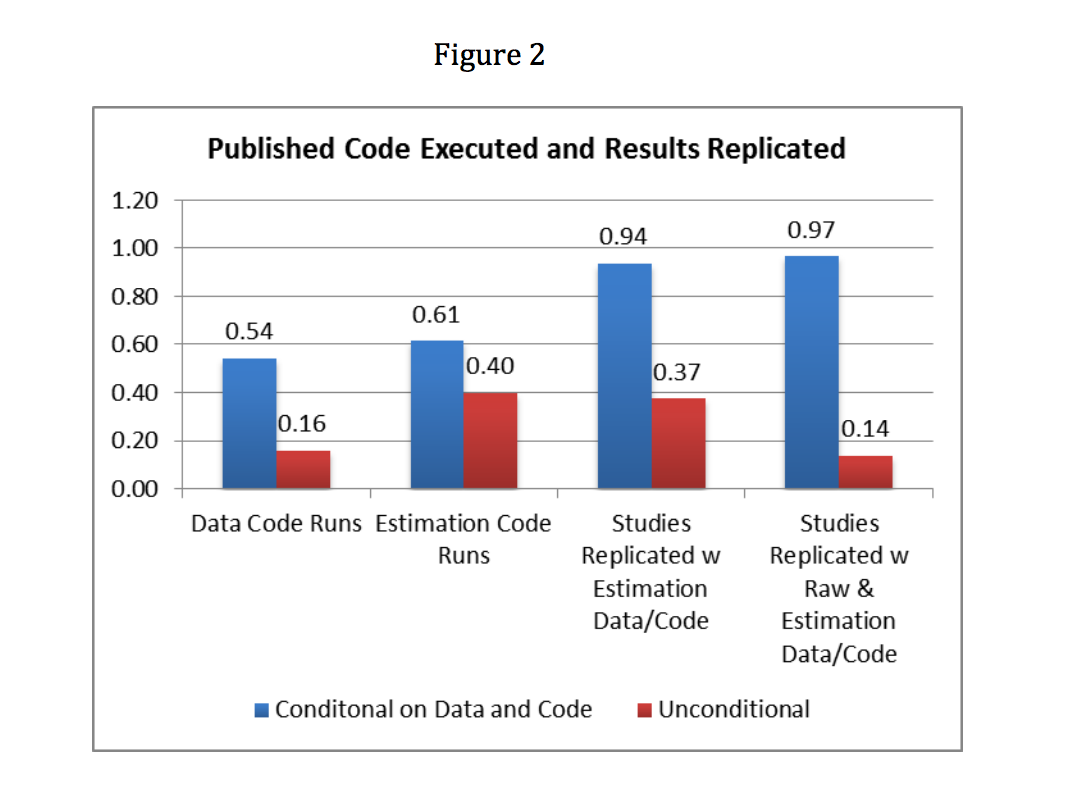 Figure 2
Published Code Executed and Results Replicated
1.20
1.00
0.80
0.60
0.40
0.20
0.00
0.54
0.16
0.61
0.40
0.94
0.37
0.97
0.14
Data Code Runs
Estimation Code
Runs
Studies
Replicated w
Estimation
Data/Code
Studies
Replicated w
Raw &
Estimation
Data/Code
Conditonal on Data and Code
Unconditional